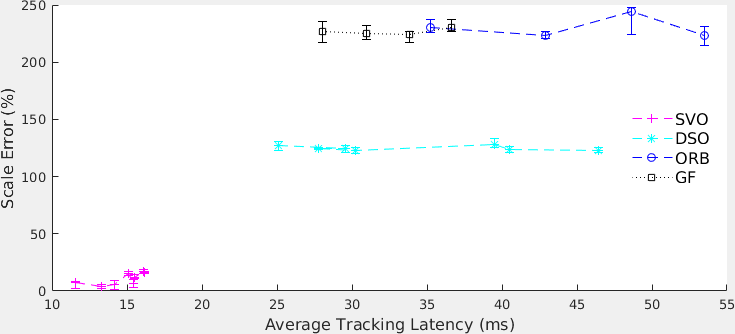 250
200
150
100
50
0
Scale Error (%)
10 15 20 25 30 35 40 45 50 55
Average Tracking Latency (ms)
SVO
DSO
ORB
GF